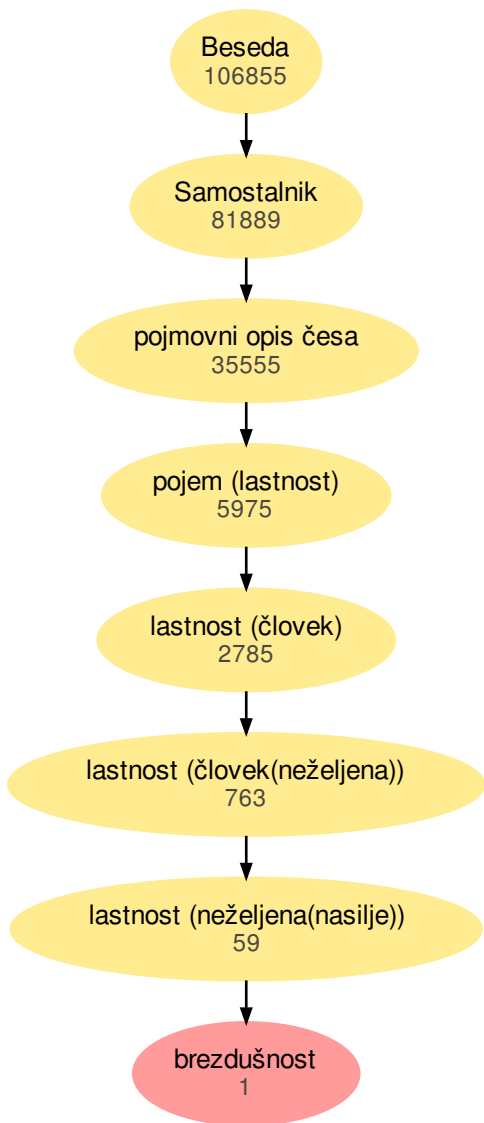 Beseda
106855
Samostalnik
81889
pojmovni opis česa
35555
pojem (lastnost)
5975
lastnost (človek)
2785
lastnost (človek(neželjena))
763
lastnost (neželjena(nasilje))
59
brezdušnost
1